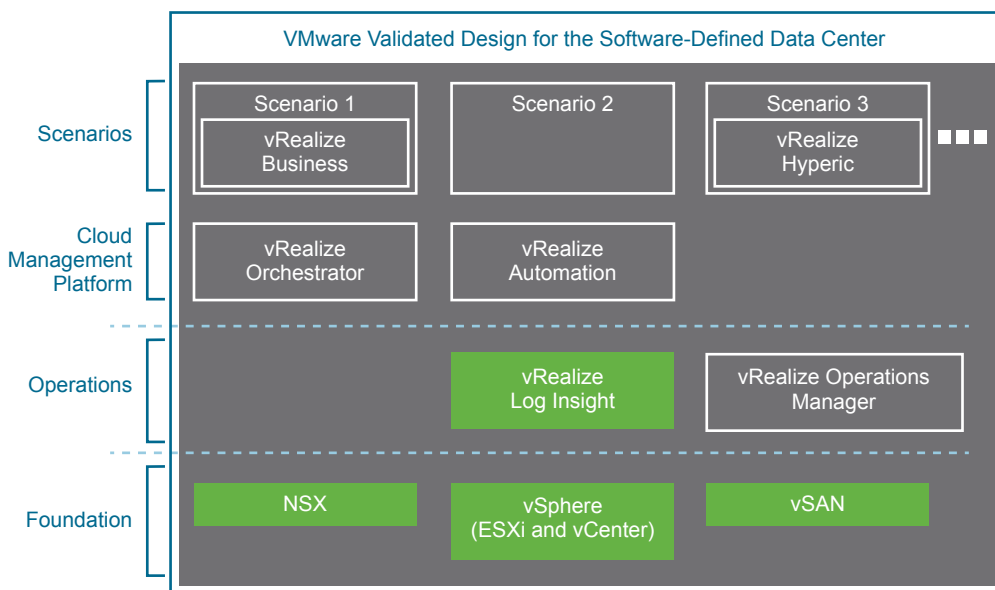 VMware Validated Design for the Software-Defined Data Center
Scenarios
Scenario 1
vRealize
Business
Scenario 2
Scenario 3
vRealize
Hyperic
Cloud
Management
Platform
vRealize
Orchestrator
vRealize
Automation
Operations
vRealize
Log Insight
vRealize Operations
Manager
Foundation
NSX
vSphere
(ESXi and vCenter)
vSAN